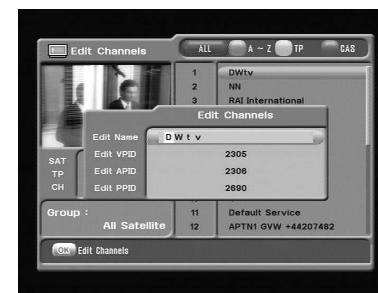 Edit Channels
ALL
A ~ Z
TP
CAS
1 DWtv
2 NN
3 RAI International
Edit Channels
Edit Name D W t v
Edit VPID 2305
Edit APID 2306
Edit PPID 2690
SAT
TP
CH
Group :
All Satellite
11 Default Service
12 APTN1 GVW +44207482
OK Edit Channels